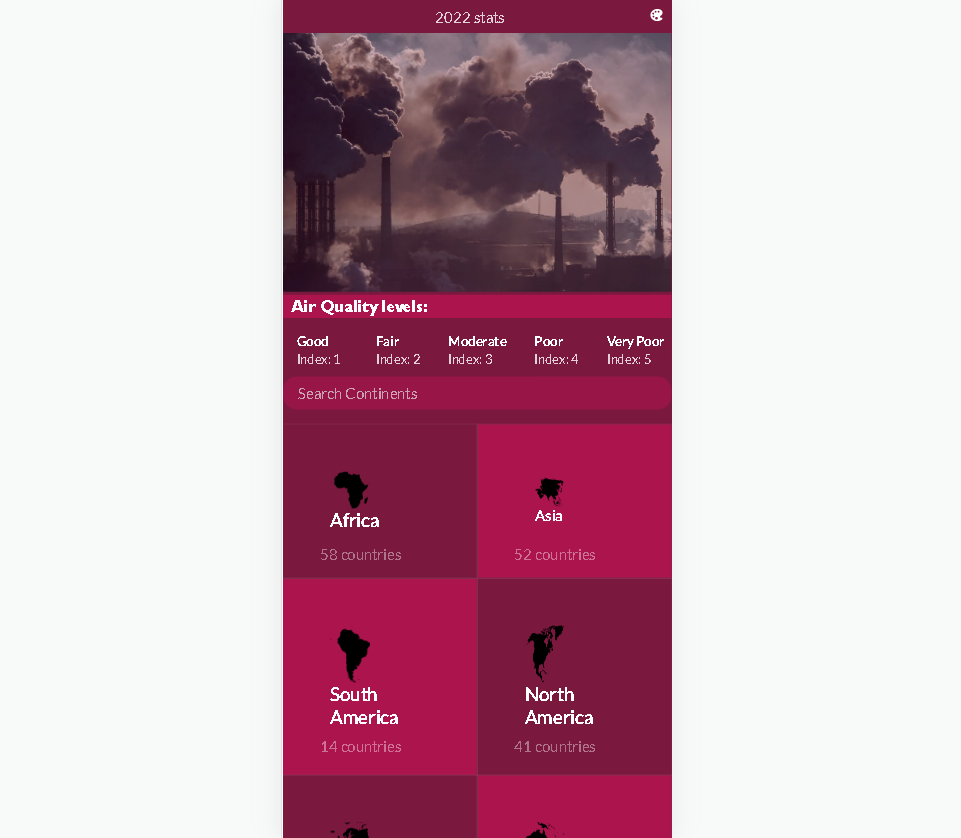 2022 stats
Air Quality levels:
Good Fair Moderate Poor Very Poor
Index: 1 Index: 2 Index: 3 Index: 4 Index: 5
Search Continents
Africa
58 countries
Asia
52 countries
South
America
14 countries
North
America
41 countries